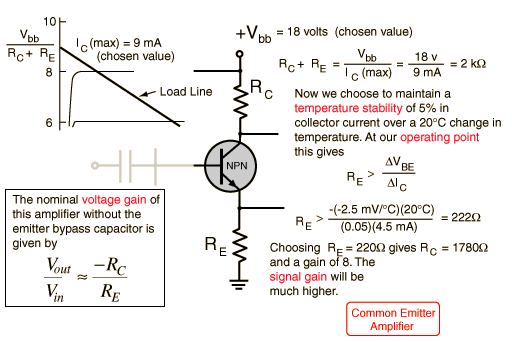 10
V_bb / R_C + R_E
I_C (max) = 9 mA
(chosen value)
8
Load Line
6
+V_bb = 18 volts (chosen value)
R_C + R_E = V_bb / I_C (max) = 18 v / 9 mA = 2 kΩ
R_C
Now we choose to maintain a
temperature stability of 5% in
collector current over a 20°C change in
temperature. At our operating point
this gives
NPN
R_E > ΔV_BE / ΔI_C
R_E > -(-2.5 mV/°C)(20°C) / (0.05)(4.5 mA) = 222Ω
R_E
Choosing R_E = 220Ω gives R_C = 1780Ω
and a gain of 8. The
signal gain will be
much higher.
The nominal voltage gain of
this amplifier without the
emitter bypass capacitor is
given by
V_out / V_in ≈ -R_C / R_E
Common Emitter
Amplifier